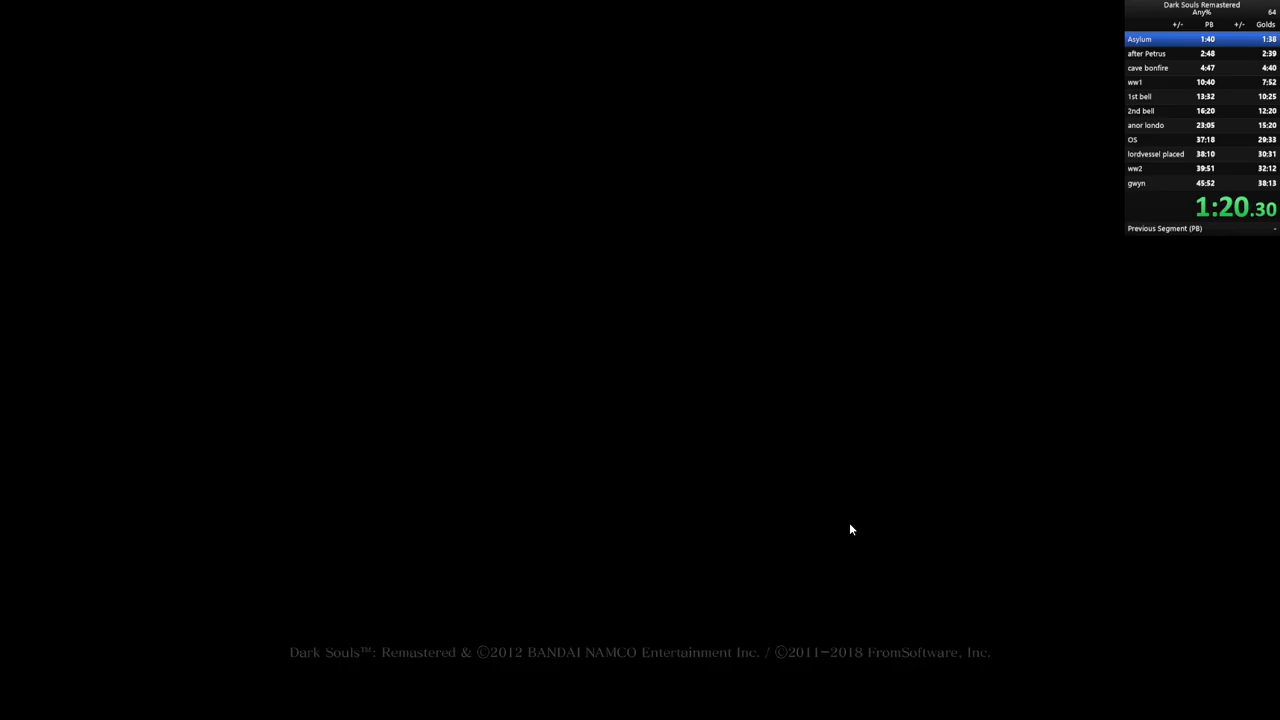 Dark Souls Remastered
Any% 64
+/- PB +/- Golds
Asylum 1:40 1:38
after Petrus 2:48 2:39
cave bonfire 4:47 4:40
ww1 10:40 7:52
1st bell 13:32 10:25
2nd bell 16:20 12:20
anor londo 23:05 15:20
OS 37:18 29:33
lordvessel placed 38:10 30:31
ww2 39:51 32:12
gwyn 45:52 38:13
1:20.30
Previous Segment (PB) -
Dark Souls™: Remastered & ©2012 BANDAI NAMCO Entertainment Inc. / ©2011-2018 FromSoftware, Inc.